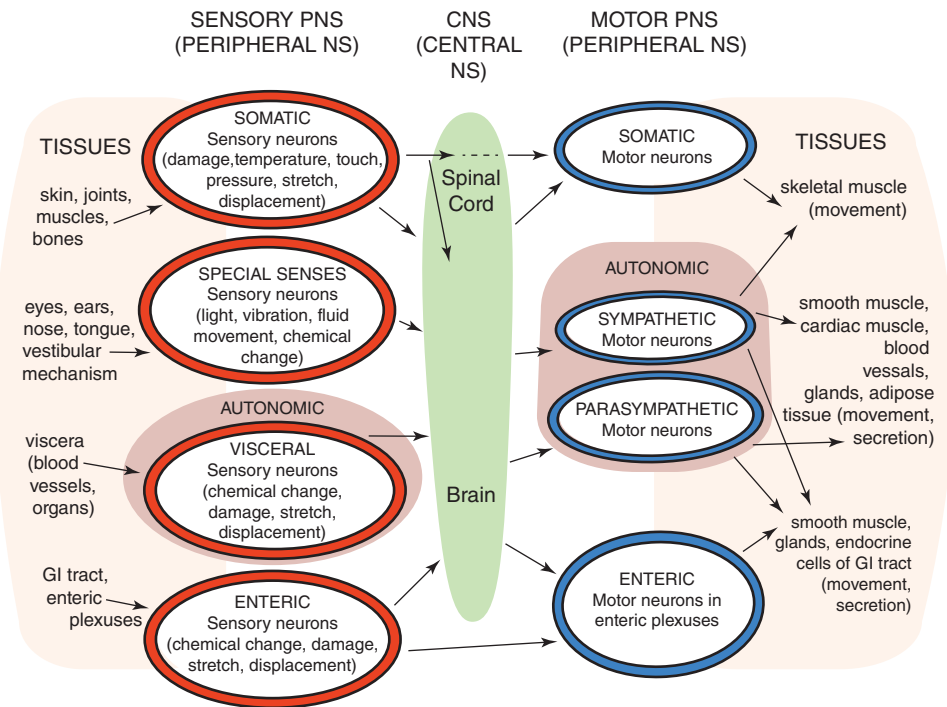 SENSORY PNS
(PERIPHERAL NS)
CNS
(CENTRAL
NS)
MOTOR PNS
(PERIPHERAL NS)
TISSUES
skin, joints,
muscles,
bones
eyes, ears,
nose, tongue,
vestibular
mechanism
viscera
(blood
vessels,
organs)
GI tract,
enteric
plexuses
SOMATIC
Sensory neurons
(damage,temperature, touch,
pressure, stretch,
displacement)
SPECIAL SENSES
Sensory neurons
(light, vibration, fluid
movement, chemical
change)
AUTONOMIC
VISCERAL
Sensory neurons
(chemical change,
damage, stretch,
displacement)
ENTERIC
Sensory neurons
(chemical change, damage,
stretch, displacement)
Spinal
Cord
Brain
SOMATIC
Motor neurons
AUTONOMIC
SYMPATHETIC
Motor neurons
PARASYMPATHETIC
Motor neurons
ENTERIC
Motor neurons in
enteric plexuses
TISSUES
skeletal muscle
(movement)
smooth muscle,
cardiac muscle,
blood
vessals,
glands, adipose
tissue (movement,
secretion)
smooth muscle,
glands, endocrine
cells of GI tract
(movement,
secretion)